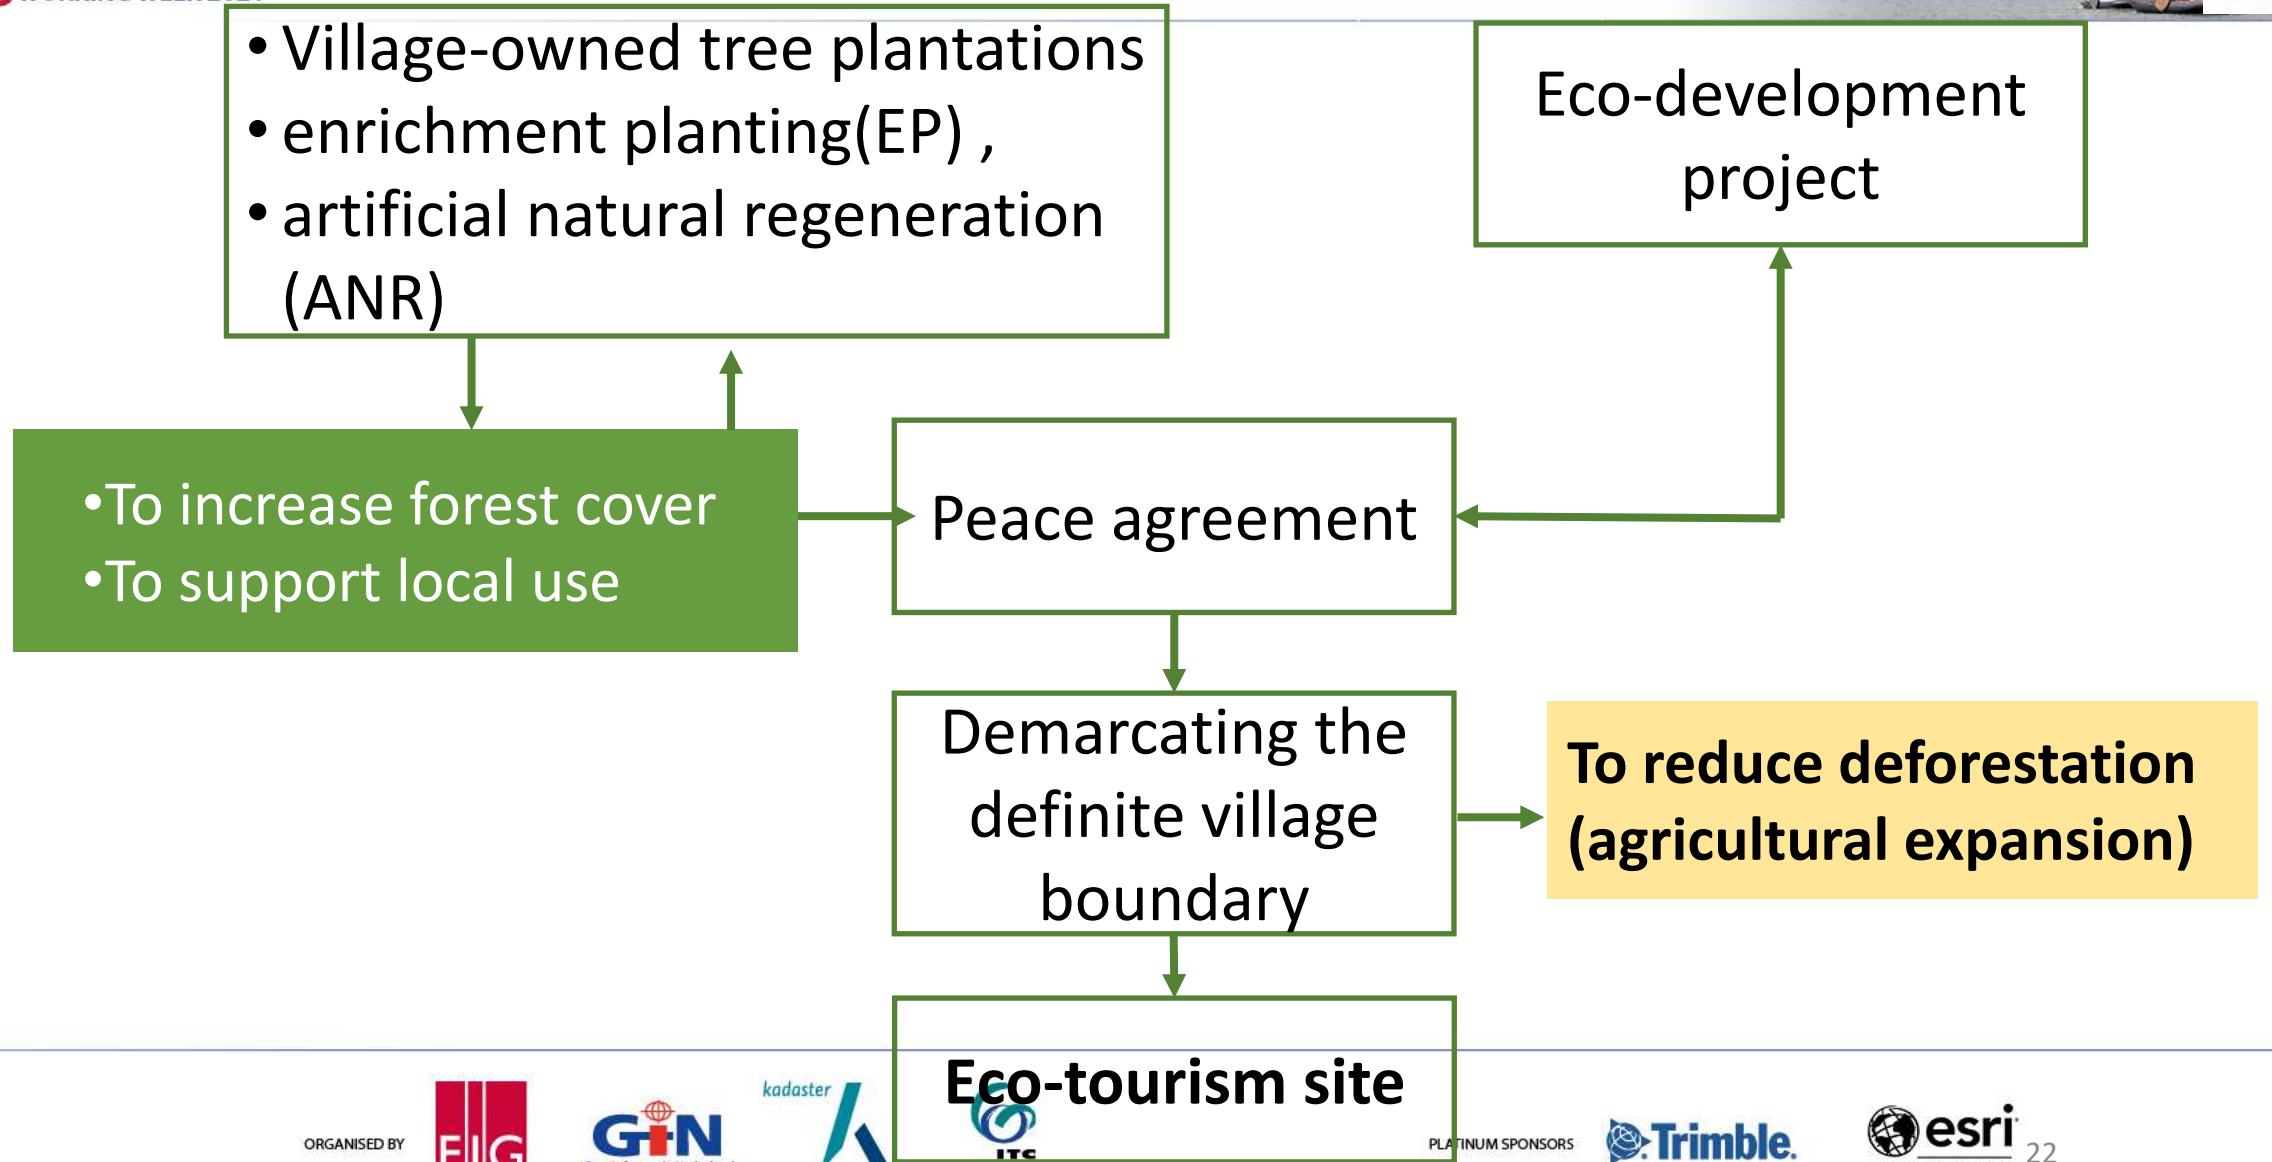 • Village-owned tree plantations
• enrichment planting(EP) ,
• artificial natural regeneration
(ANR)
Eco-development
project
•To increase forest cover
•To support local use
Peace agreement
Demarcating the
definite village
boundary
To reduce deforestation
(agricultural expansion)
Eco-tourism site
ORGANISED BY
FIG
GIN
kadaster
ITC
PLATINUM SPONSORS
Trimble.
esri
22